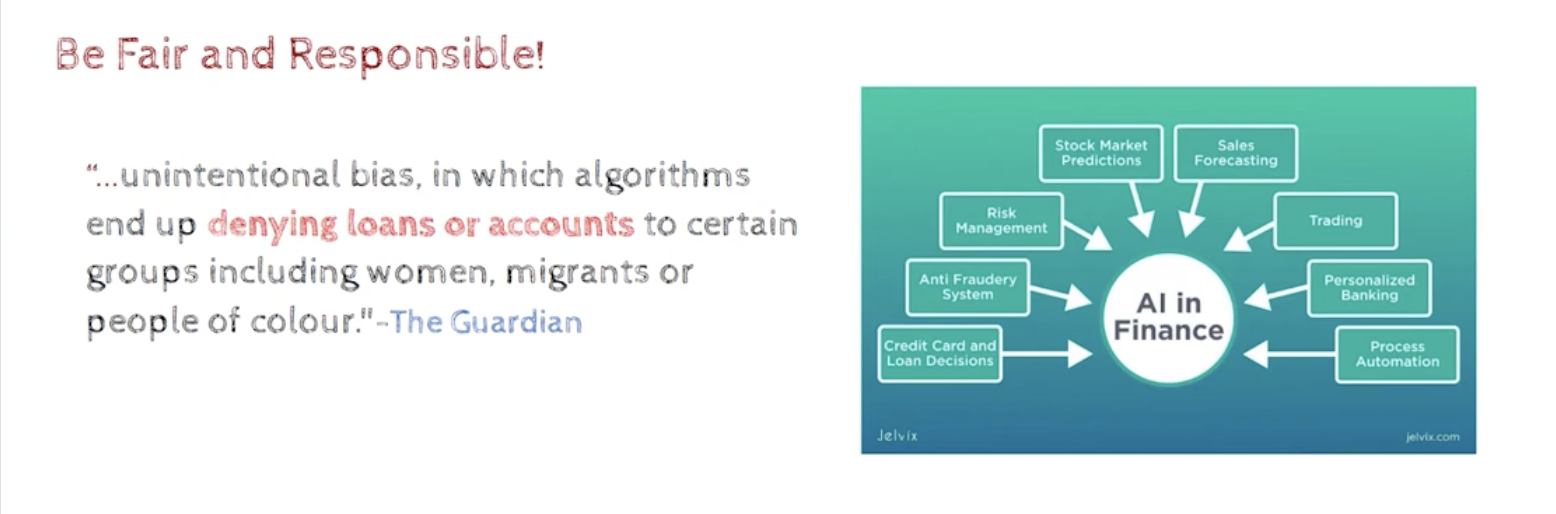 Be Fair and Responsible!
“...unintentional bias, in which algorithms
end up denying loans or accounts to certain
groups including women, migrants or
people of colour."-The Guardian
Stock Market
Predictions
Sales
Forecasting
Risk
Management
Trading
Anti Fraudery
System
Personalized
Banking
Credit Card and
Loan Decisions
Process
Automation
AI in
Finance
Jelvix
jelvix.com